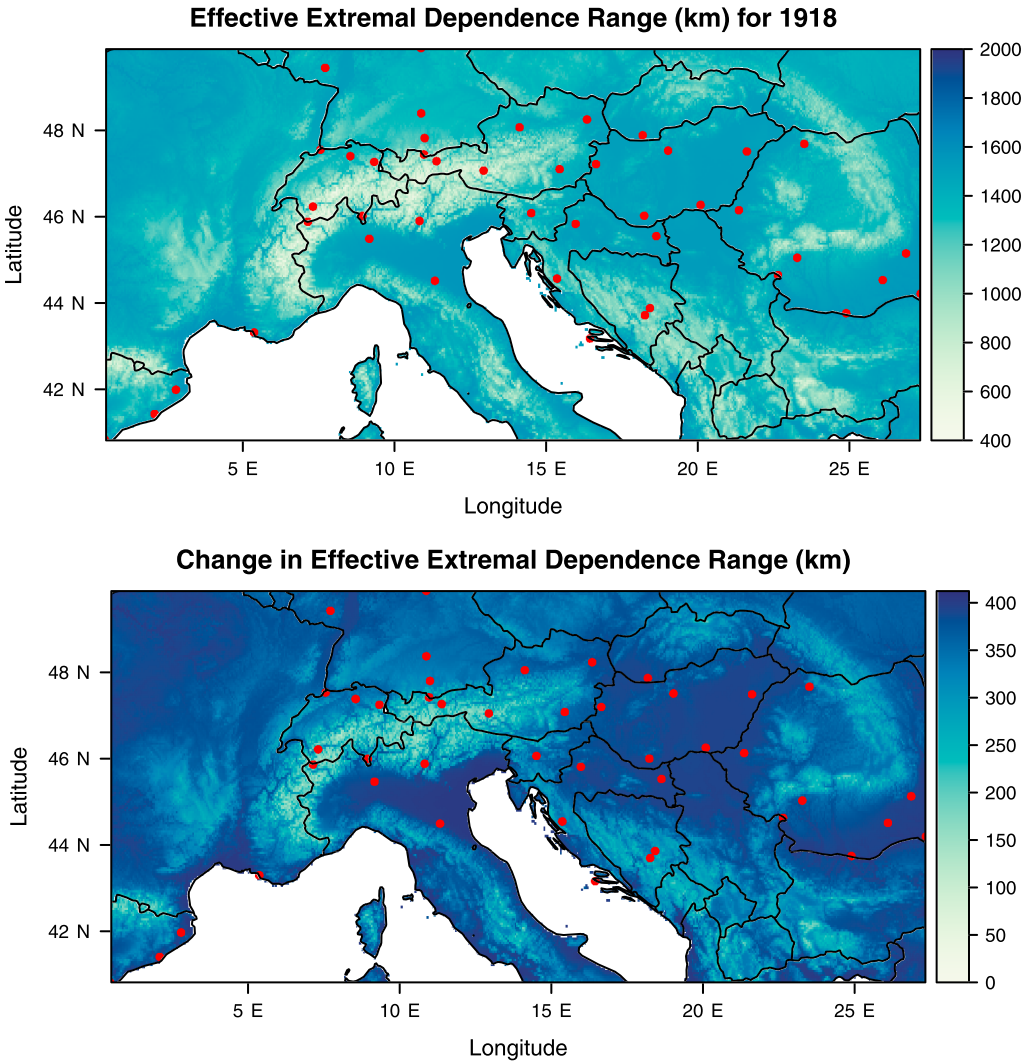 Effective Extremal Dependence Range (km) for 1918
2000
1800
1600
1400
1200
1000
800
600
400
48 N
46 N
44 N
42 N
Latitude
5 E
10 E
15 E
20 E
25 E
Longitude
Change in Effective Extremal Dependence Range (km)
400
350
300
250
200
150
100
50
0
48 N
46 N
44 N
42 N
Latitude
5 E
10 E
15 E
20 E
25 E
Longitude